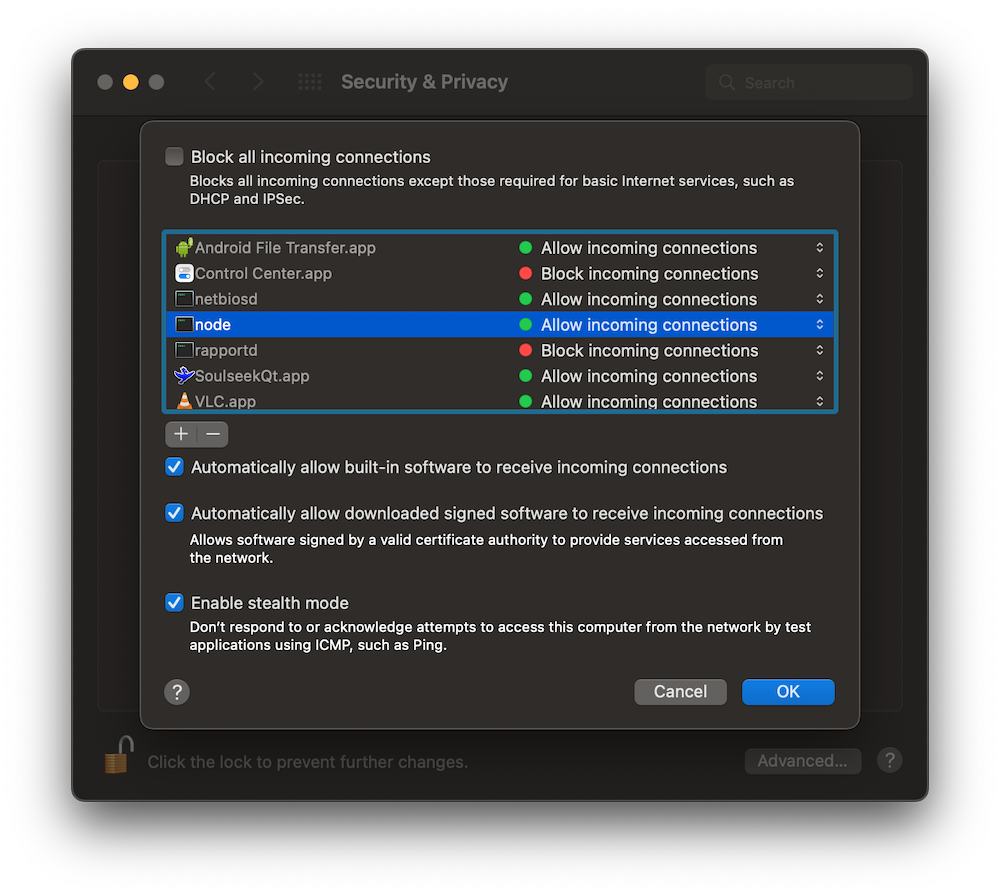 Security & Privacy
Search
Block all incoming connections
Blocks all incoming connections except those required for basic Internet services, such as
DHCP and IPSec.
Android File Transfer.app Allow incoming connections
Control Center.app Block incoming connections
netbiosd Allow incoming connections
node Allow incoming connections
rapportd Block incoming connections
SoulseekQt.app Allow incoming connections
VLC.app Allow incoming connections
+ −
Automatically allow built-in software to receive incoming connections
Automatically allow downloaded signed software to receive incoming connections
Allows software signed by a valid certificate authority to provide services accessed from
the network.
Enable stealth mode
Don’t respond to or acknowledge attempts to access this computer from the network by test
applications using ICMP, such as Ping.
? Cancel OK
Click the lock to prevent further changes. Advanced... ?